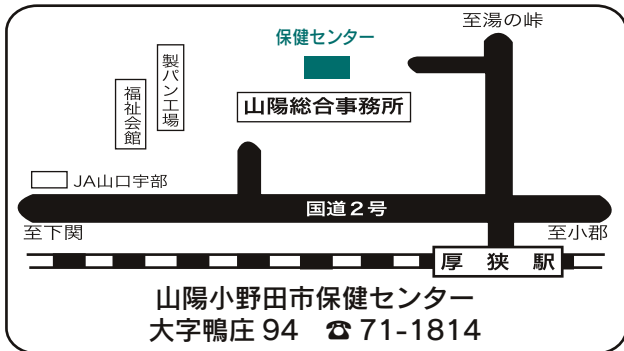 至湯の峠
保健センター
製パン工場
福祉会館
山陽総合事務所
JA山口宇部
国道2号
至下関
至小郡
厚狭駅
山陽小野田市保健センター
大字鴨庄 94 ☎ 71-1814